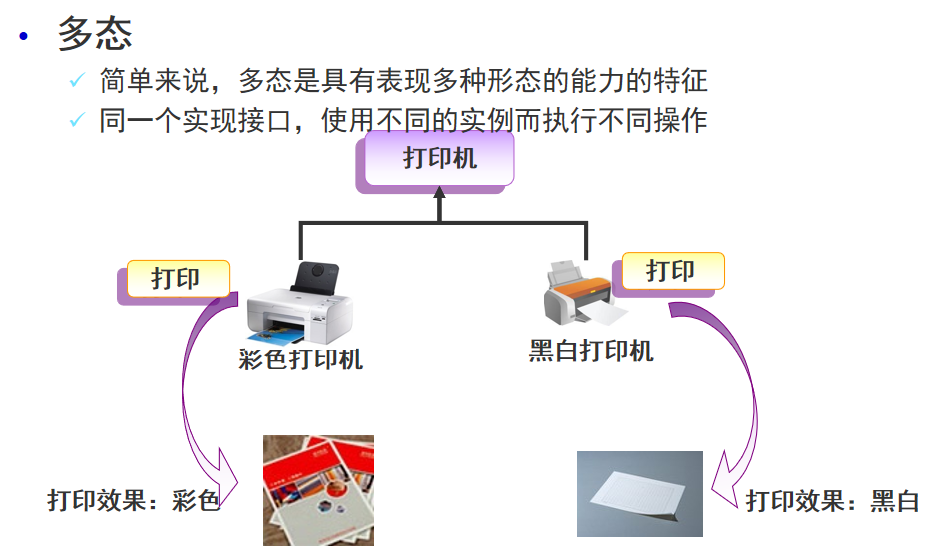 多态
简单来说，多态是具有表现多种形态的能力的特征
同一个实现接口，使用不同的实例而执行不同操作
打印机
打印
打印
彩色打印机
黑白打印机
打印效果：彩色
打印效果：黑白